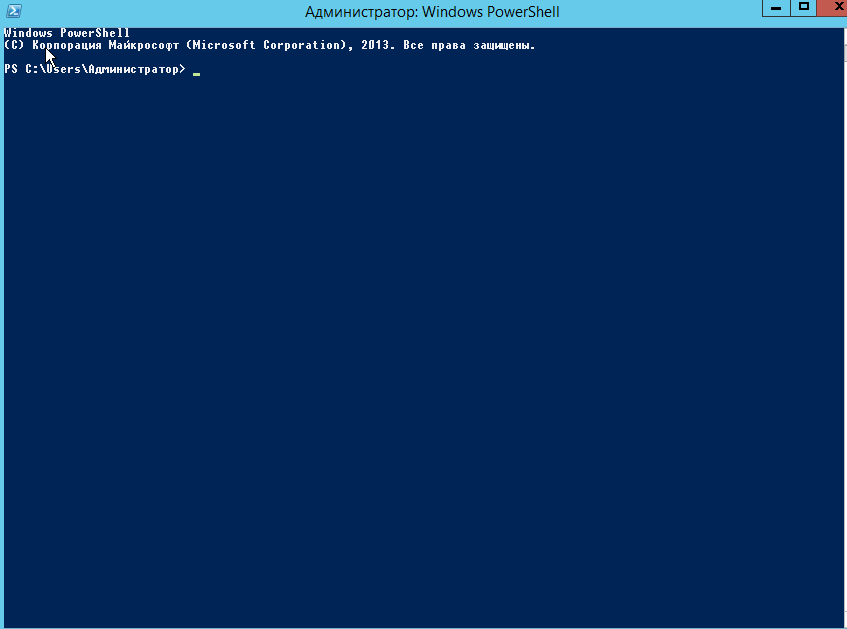 Администратор: Windows PowerShell
Windows PowerShell
(C) Корпорация Майкрософт (Microsoft Corporation), 2013. Все права защищены.
PS C:\Users\Администратор>